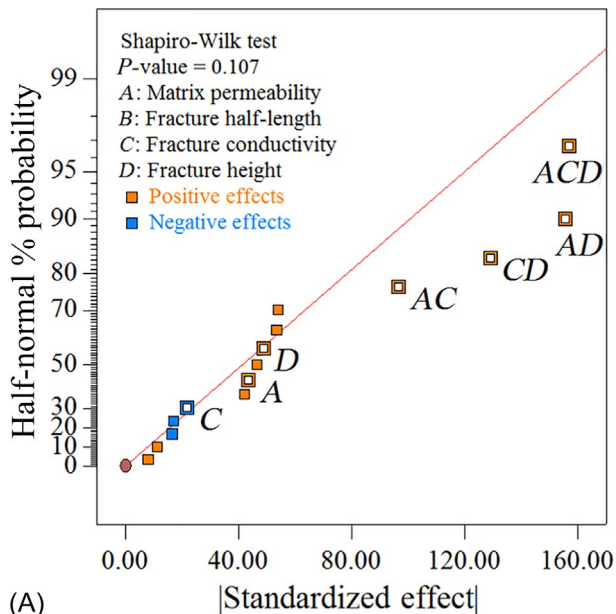 Shapiro-Wilk test
P-value = 0.107
A: Matrix permeability
B: Fracture half-length
C: Fracture conductivity
D: Fracture height
Positive effects
Negative effects
Half-normal % probability
99
95
90
80
70
50
30
20
10
0
ACD
AD
CD
AC
D
A
C
0.00 40.00 80.00 120.00 160.00
|Standardized effect|
(A)